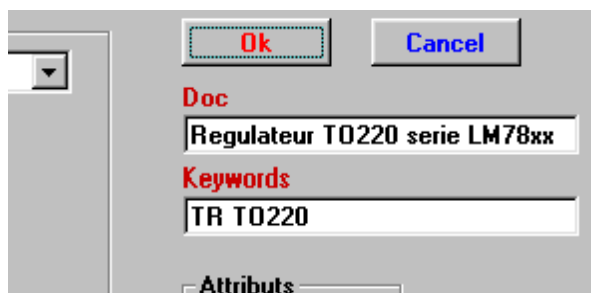 Ok Cancel
Doc
Regulateur TO220 serie LM78xx
Keywords
TR TO220
Attributs